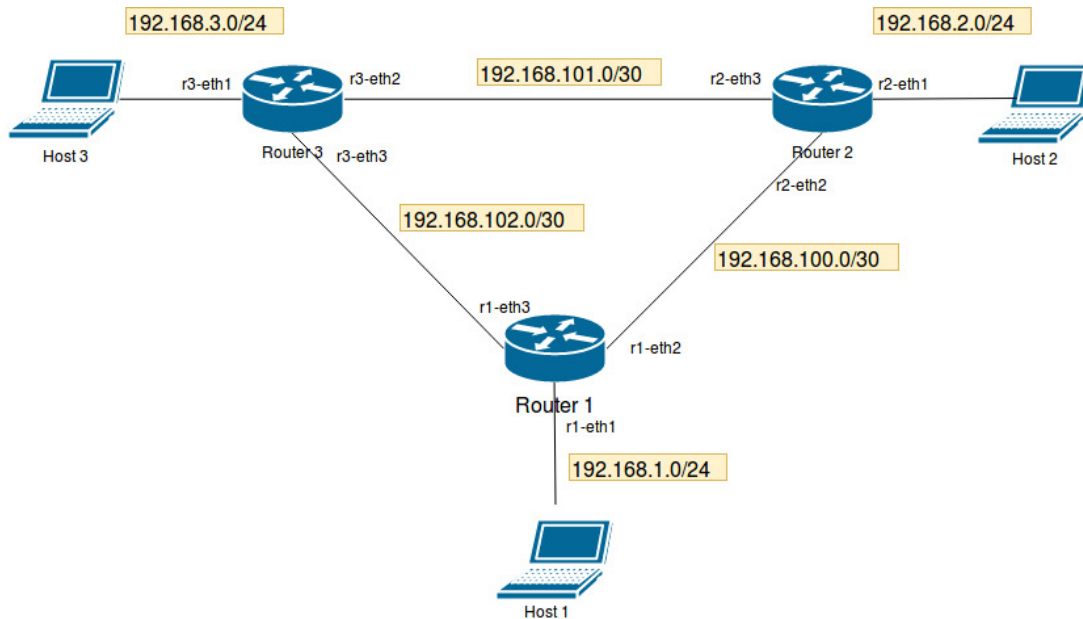 192.168.3.0/24
192.168.2.0/24
r3-eth1
r3-eth2
192.168.101.0/30
r2-eth3
r2-eth1
Host 3
Router 3
r3-eth3
Router 2
Host 2
r2-eth2
192.168.102.0/30
192.168.100.0/30
r1-eth3
r1-eth2
Router 1
r1-eth1
192.168.1.0/24
Host 1